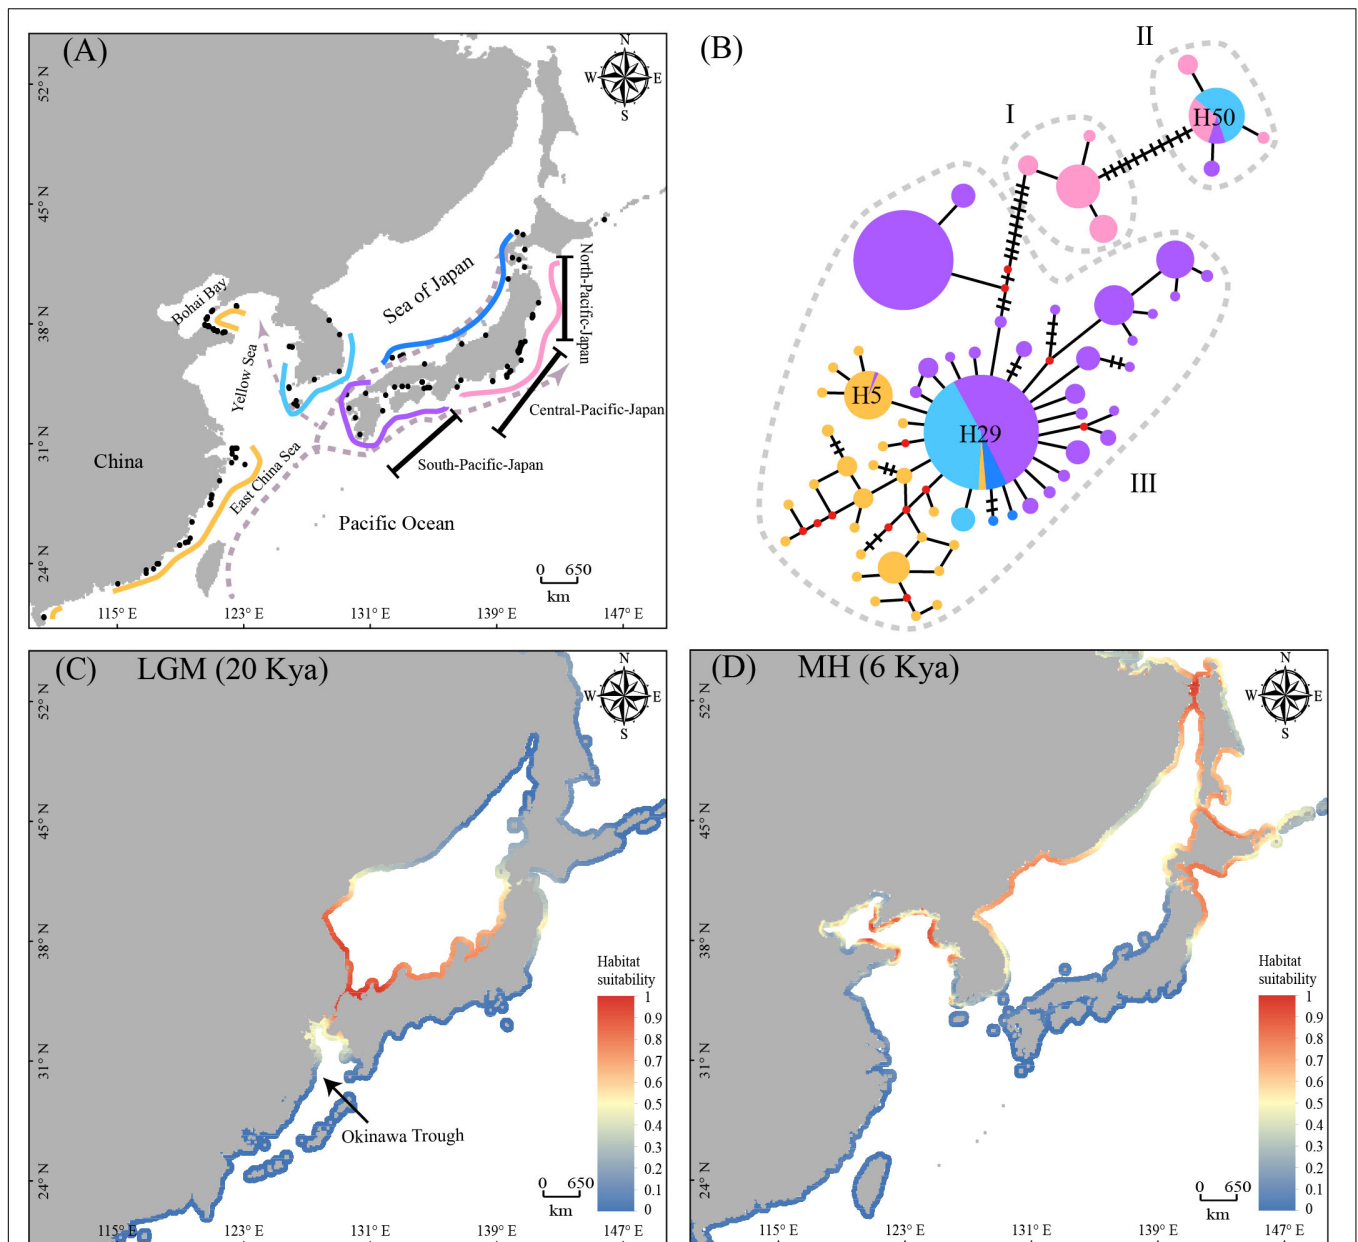 (A)
N
W E
S
52° N
45° N
38° N
31° N
24° N
Bohai Bay
Yellow Sea
Sea of Japan
North-Pacific-Japan
Central-Pacific-Japan
South-Pacific-Japan
China
East China Sea
Pacific Ocean
0 650
km
115° E 123° E 131° E 139° E 147° E
(B)
I
II
III
H50
H5
H29
(C) LGM (20 Kya)
N
W E
S
52° N
45° N
38° N
31° N
24° N
Okinawa Trough
Habitat
suitability
1
0.9
0.8
0.7
0.6
0.5
0.4
0.3
0.2
0.1
0
0 650
km
115° E 123° E 131° E 139° E 147° E
(D) MH (6 Kya)
N
W E
S
52° N
45° N
38° N
31° N
24° N
Habitat
suitability
1
0.9
0.8
0.7
0.6
0.5
0.4
0.3
0.2
0.1
0
0 650
km
115° E 123° E 131° E 139° E 147° E